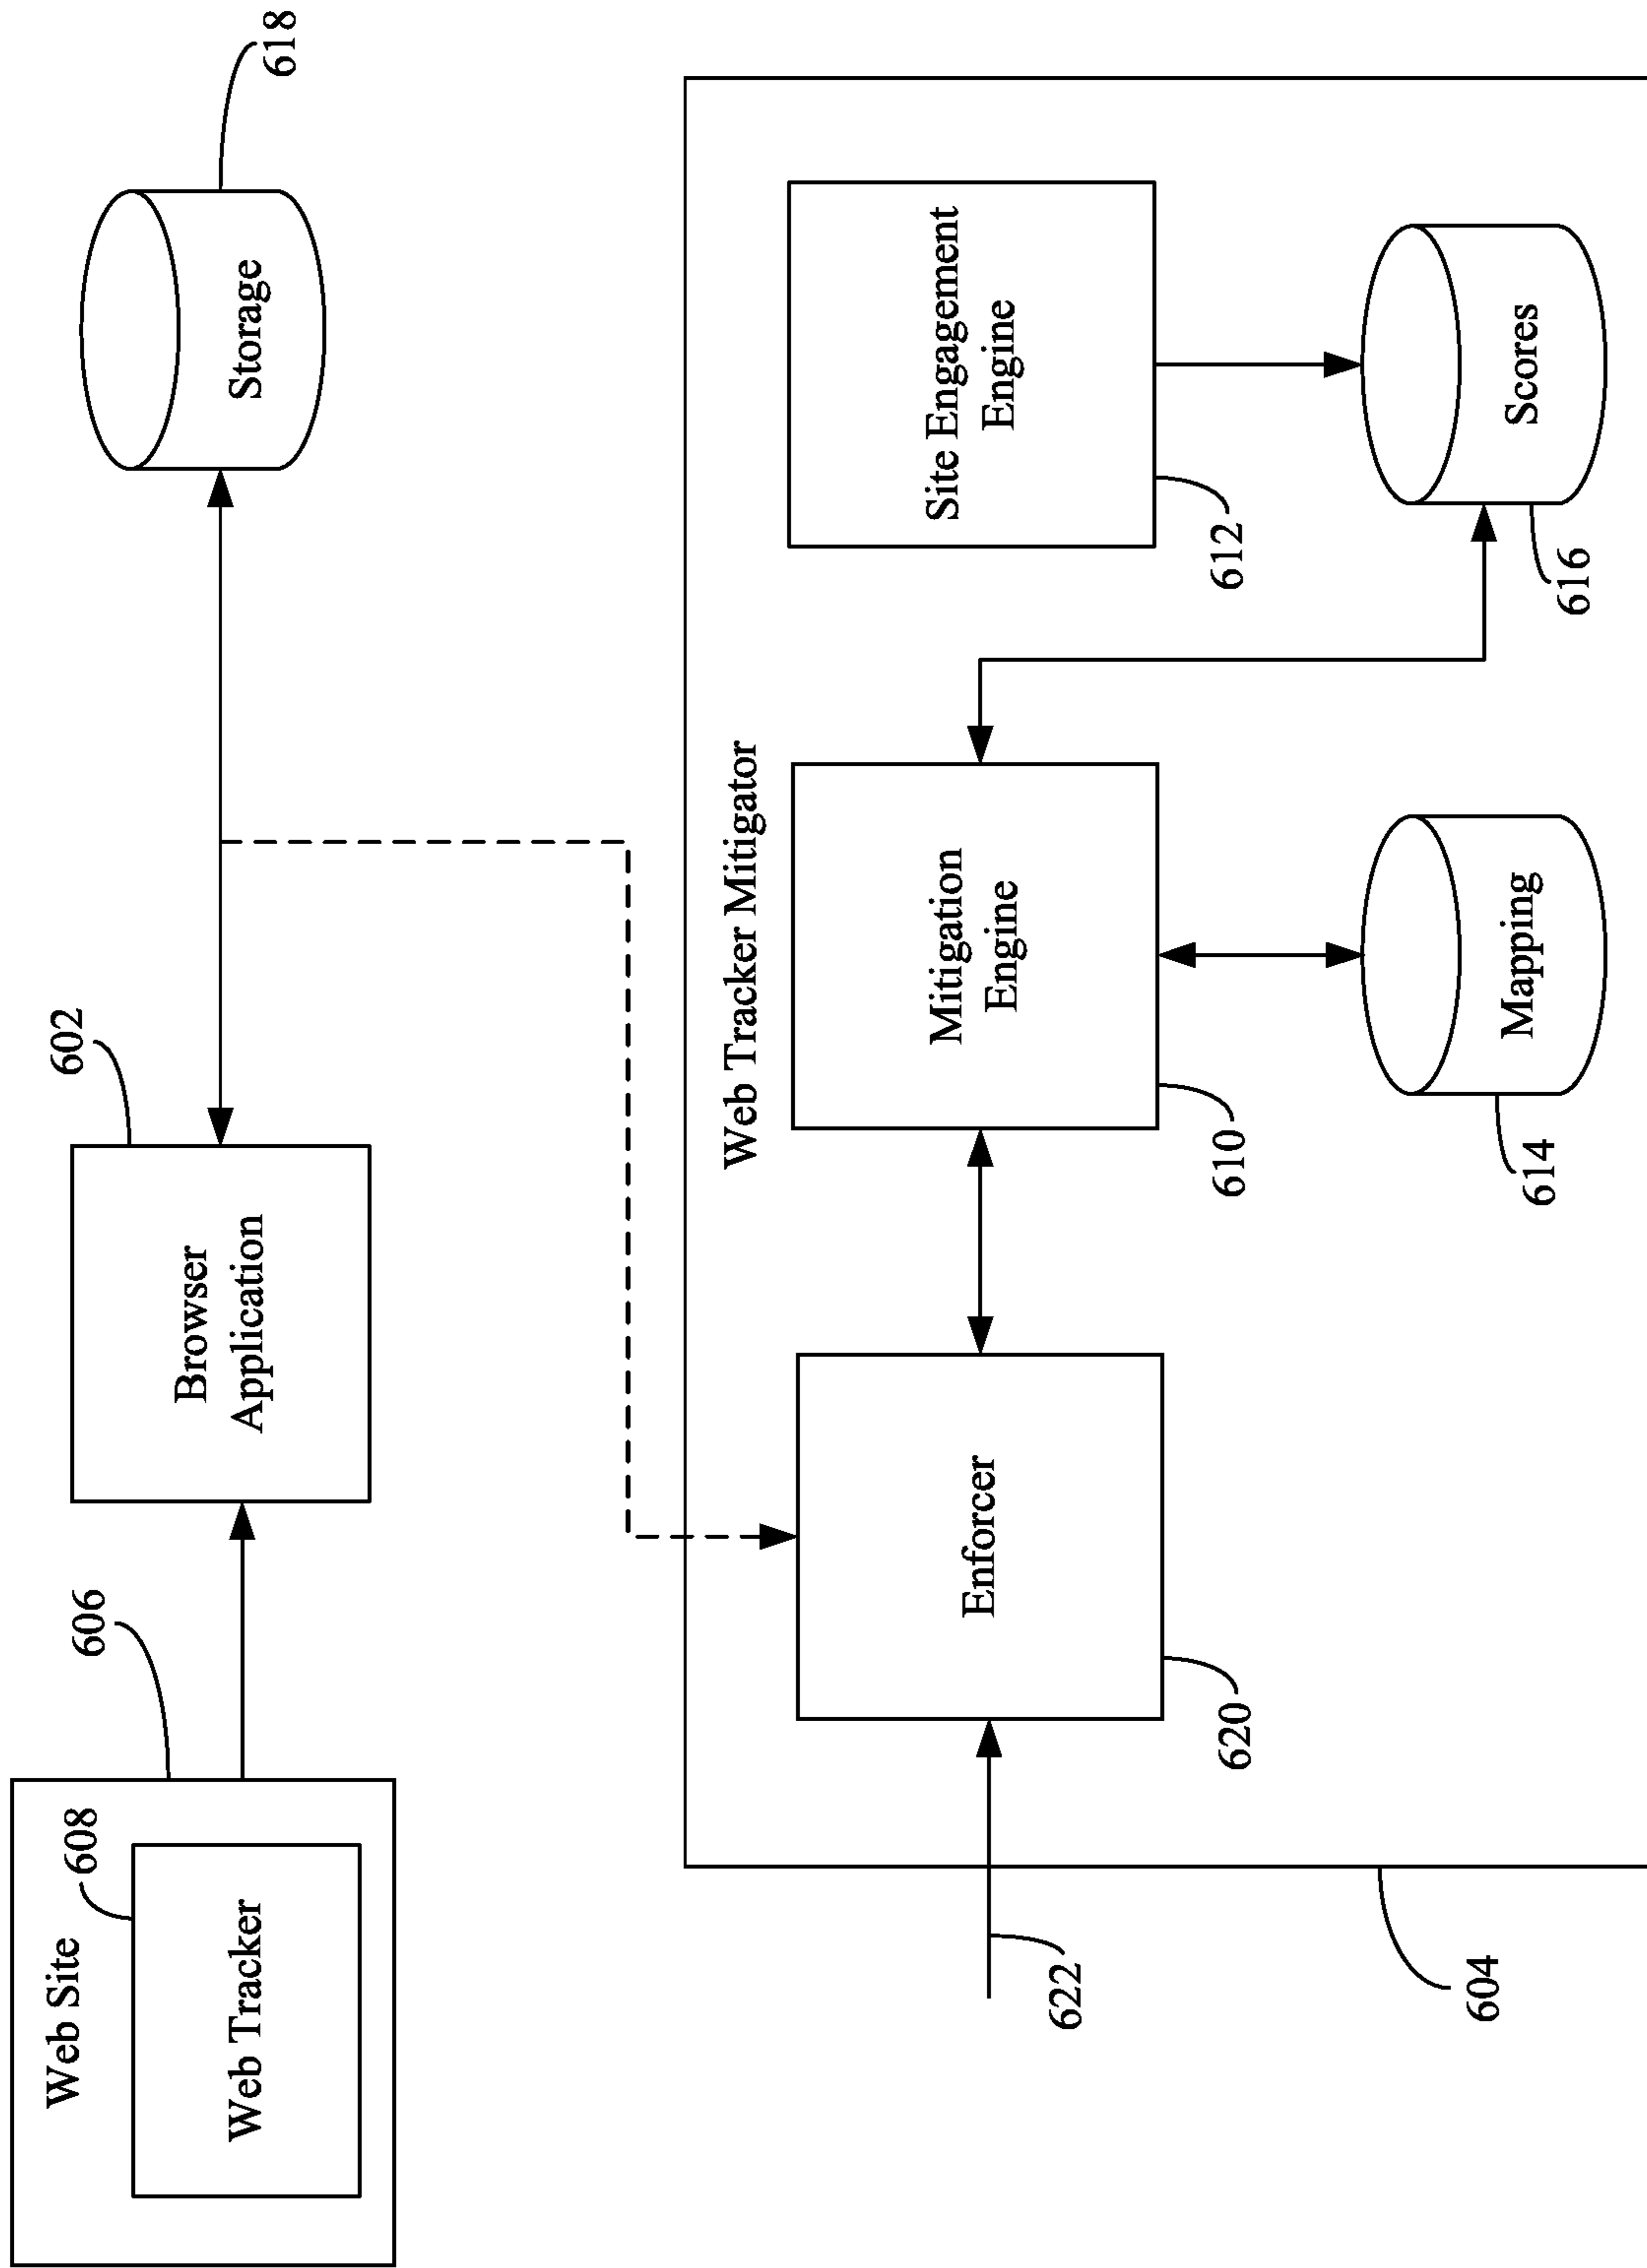 Web Site
608
Web Tracker
606
602
Browser
Application
Storage
618
Web Tracker Mitigator
622
604
Enforcer
620
Mitigation
Engine
610
Mapping
614
Site Engagement
Engine
612
Scores
616